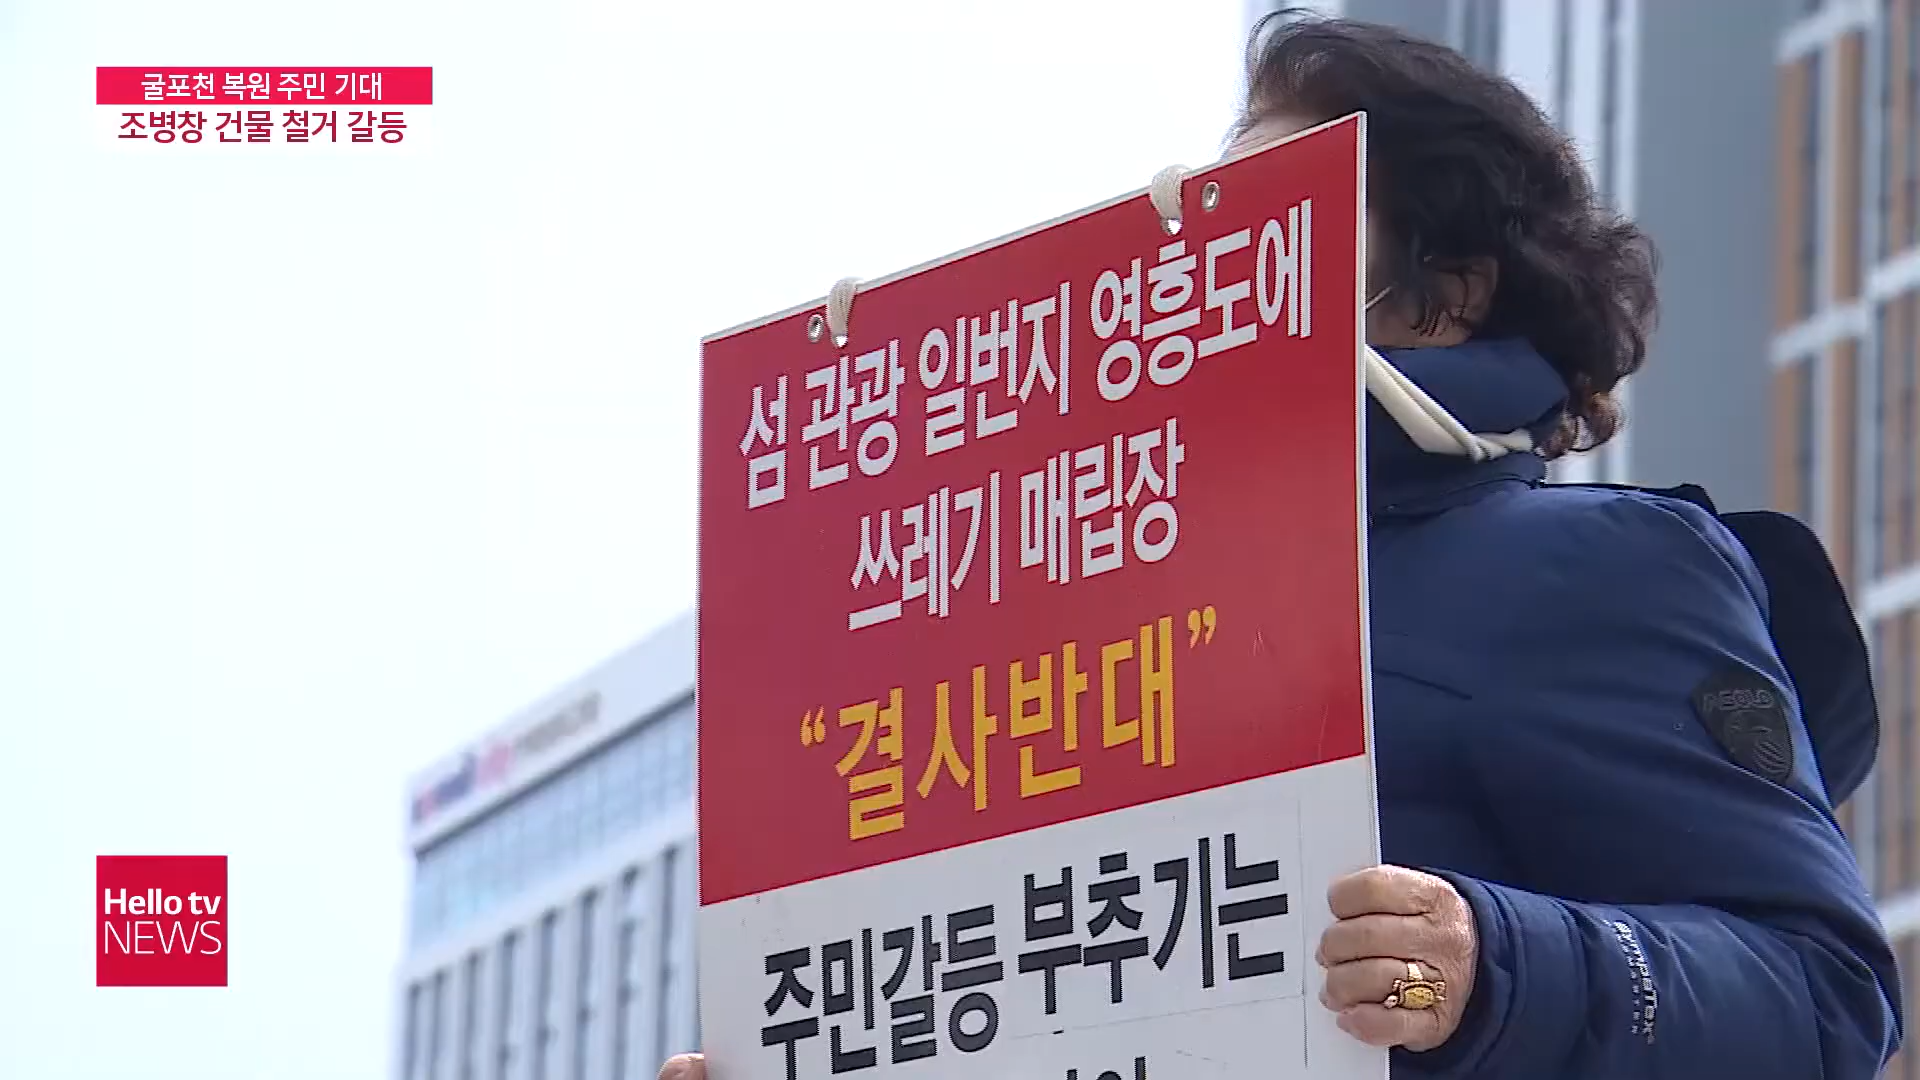 굴포천 복원 주민 기대
조병창 건물 철거 갈등
섬 관광 일번지 영흥도에
쓰레기 매립장
“결사반대”
주민갈등 부추기는
ASOLO
Hello tv
NEWS